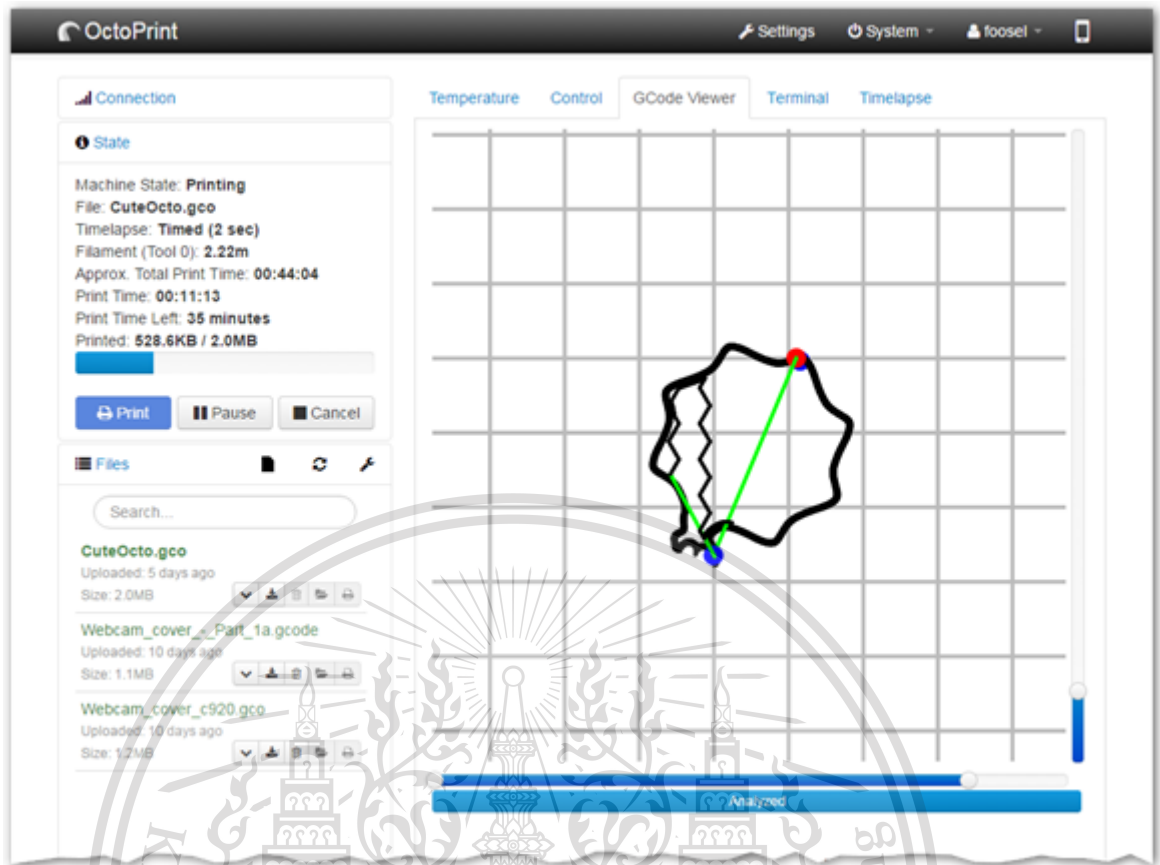 OctoPrint
Settings
System
foosel
Connection
State
Machine State: Printing
File: CuteOcto.gco
Timelapse: Timed (2 sec)
Filament (Tool 0): 2.22m
Approx. Total Print Time: 00:44:04
Print Time: 00:11:13
Print Time Left: 35 minutes
Printed: 528.6KB / 2.0MB
Print
Pause
Cancel
Files
Search...
CuteOcto.gco
Uploaded: 5 days ago
Size: 2.0MB
Webcam_cover_-_Part_1a.gcode
Uploaded: 10 days ago
Size: 1.1MB
Webcam_cover_c920.gco
Uploaded: 10 days ago
Size: 1.2MB
Temperature
Control
GCode Viewer
Terminal
Timelapse
Analyzed